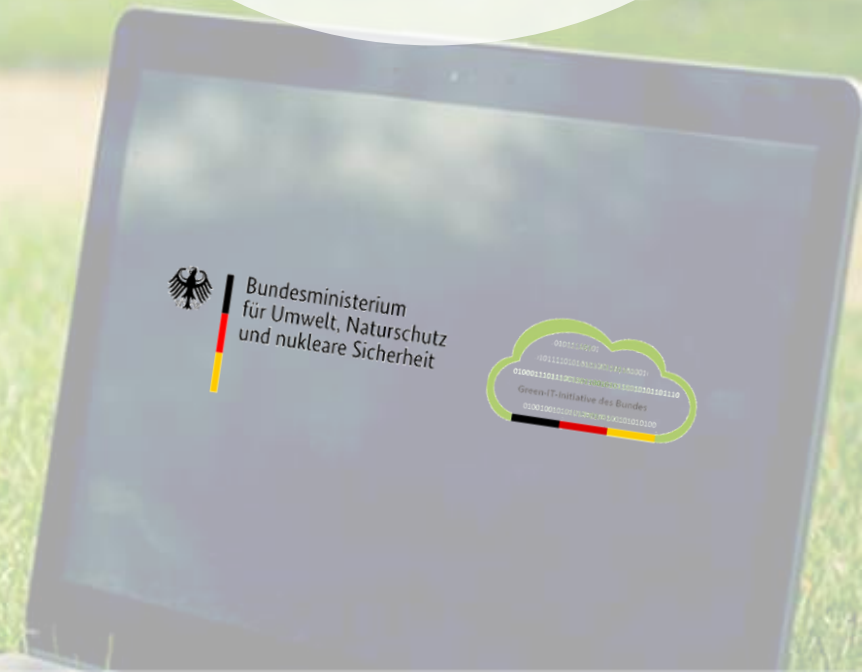 Bundesministerium
für Umwelt, Naturschutz
und nukleare Sicherheit
Green-IT-Initiative des Bundes